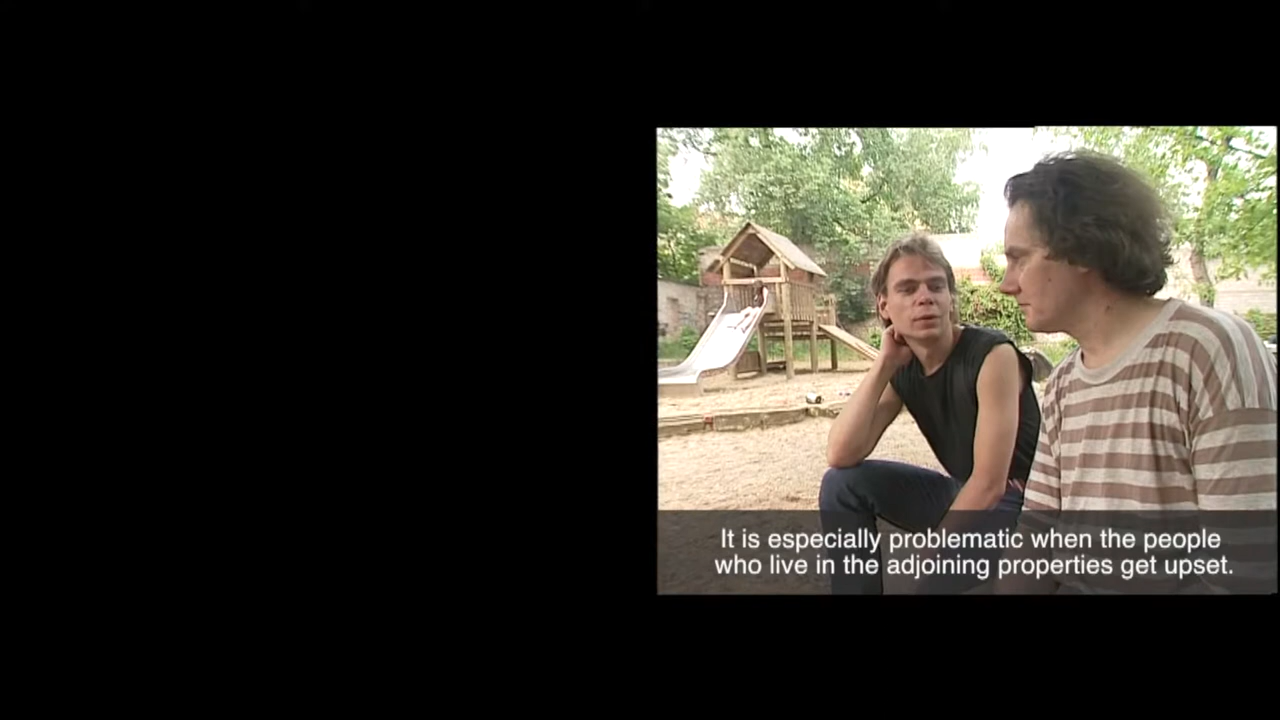 It is especially problematic when the people
who live in the adjoining properties get upset.